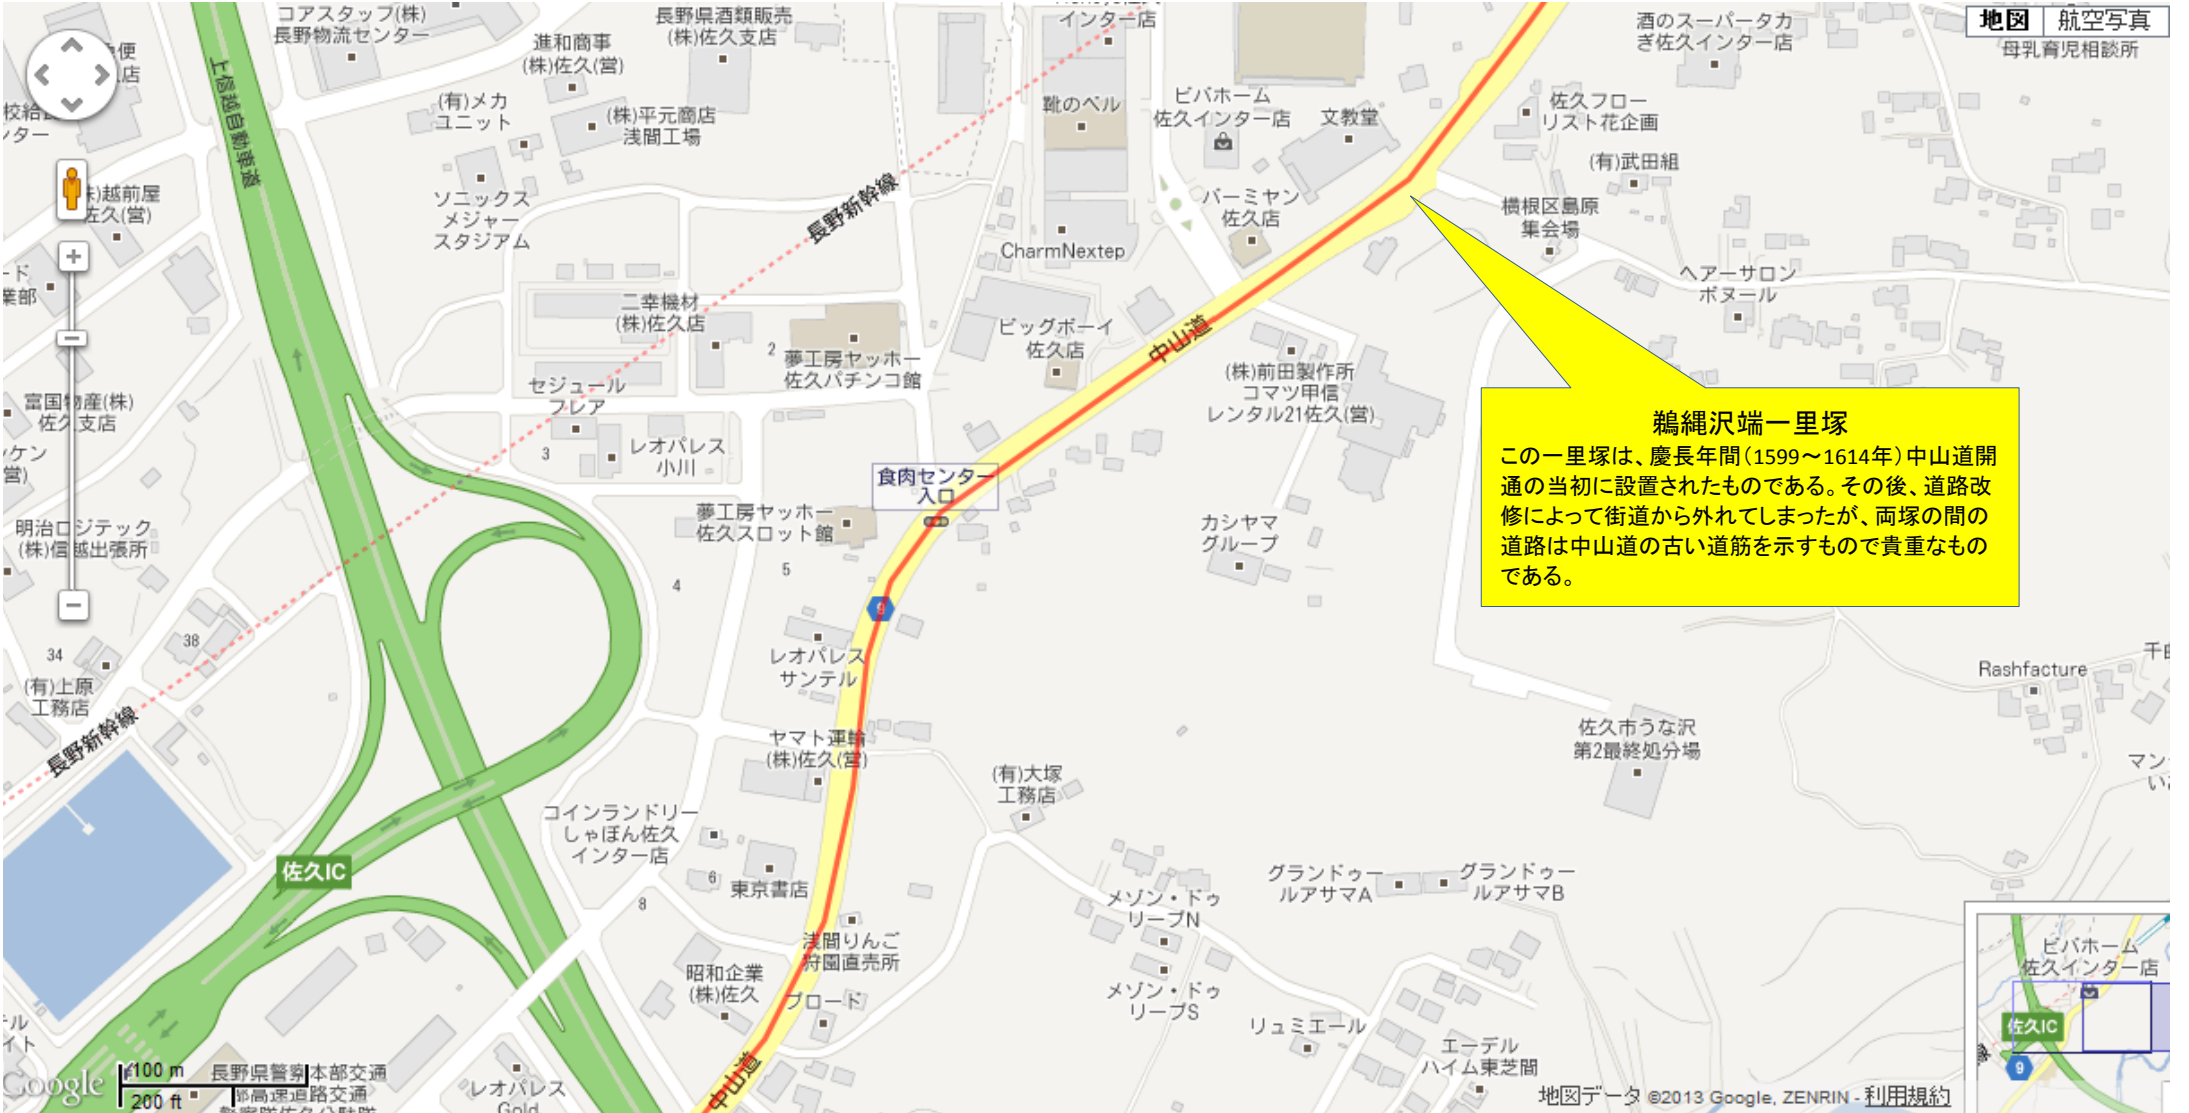 コアスタッフ(株)
長野物流センター
長野県酒類販売
(株)佐久支店
インター店
酒のスーパータカ
ぎ佐久インター店
地図
航空写真
母乳育児相談所
進和商事
(株)佐久(営)
(有)メカ
ユニット
(株)平元商店
浅間工場
靴のベル
ビバホーム
佐久インター店
文教堂
佐久フロー
リスト花企画
(有)武田組
上信越自動車道
ソニックス
メジャー
スタジアム
長野新幹線
バーミヤン
佐久店
横根区島原
集会場
株)越前屋
佐久(営)
CharmNextep
ヘアーサロン
ボヌール
二幸機材
(株)佐久店
2
夢工房ヤッホー
佐久パチンコ館
ビッグボーイ
佐久店
中山道
(株)前田製作所
コマツ甲信
レンタル21佐久(営)
セジュール
フレア
富国物産(株)
佐久支店
3
レオパレス
小川
鵜縄沢端一里塚
この一里塚は、慶長年間(1599～1614年)中山道開
通の当初に設置されたものである。その後、道路改
修によって街道から外れてしまったが、両塚の間の
道路は中山道の古い道筋を示すもので貴重なもの
である。
食肉センター
入口
夢工房ヤッホー
佐久スロット館
カシヤマ
グループ
明治ロジテック
(株)信越出張所
5
4
9
38
34
(有)上原
工務店
レオパレス
サンテル
Rashfacture
長野新幹線
ヤマト運輸
(株)佐久(営)
佐久市うな沢
第2最終処分場
(有)大塚
工務店
コインランドリー
しゃぼん佐久
インター店
佐久IC
6
東京書店
8
グランドゥー
ルアサマA
グランドゥー
ルアサマB
メゾン・ドゥ
リーブN
浅間りんご
狩園直売所
昭和企業
(株)佐久
ブロード
メゾン・ドゥ
リーブS
リュミエール
エーデル
ハイム東芝間
ビバホーム
佐久インター店
佐久IC
9
中山道
Google
100 m
200 ft
長野県警察本部交通
部高速道路交通
レオパレス
Gold
地図データ ©2013 Google, ZENRIN - 利用規約